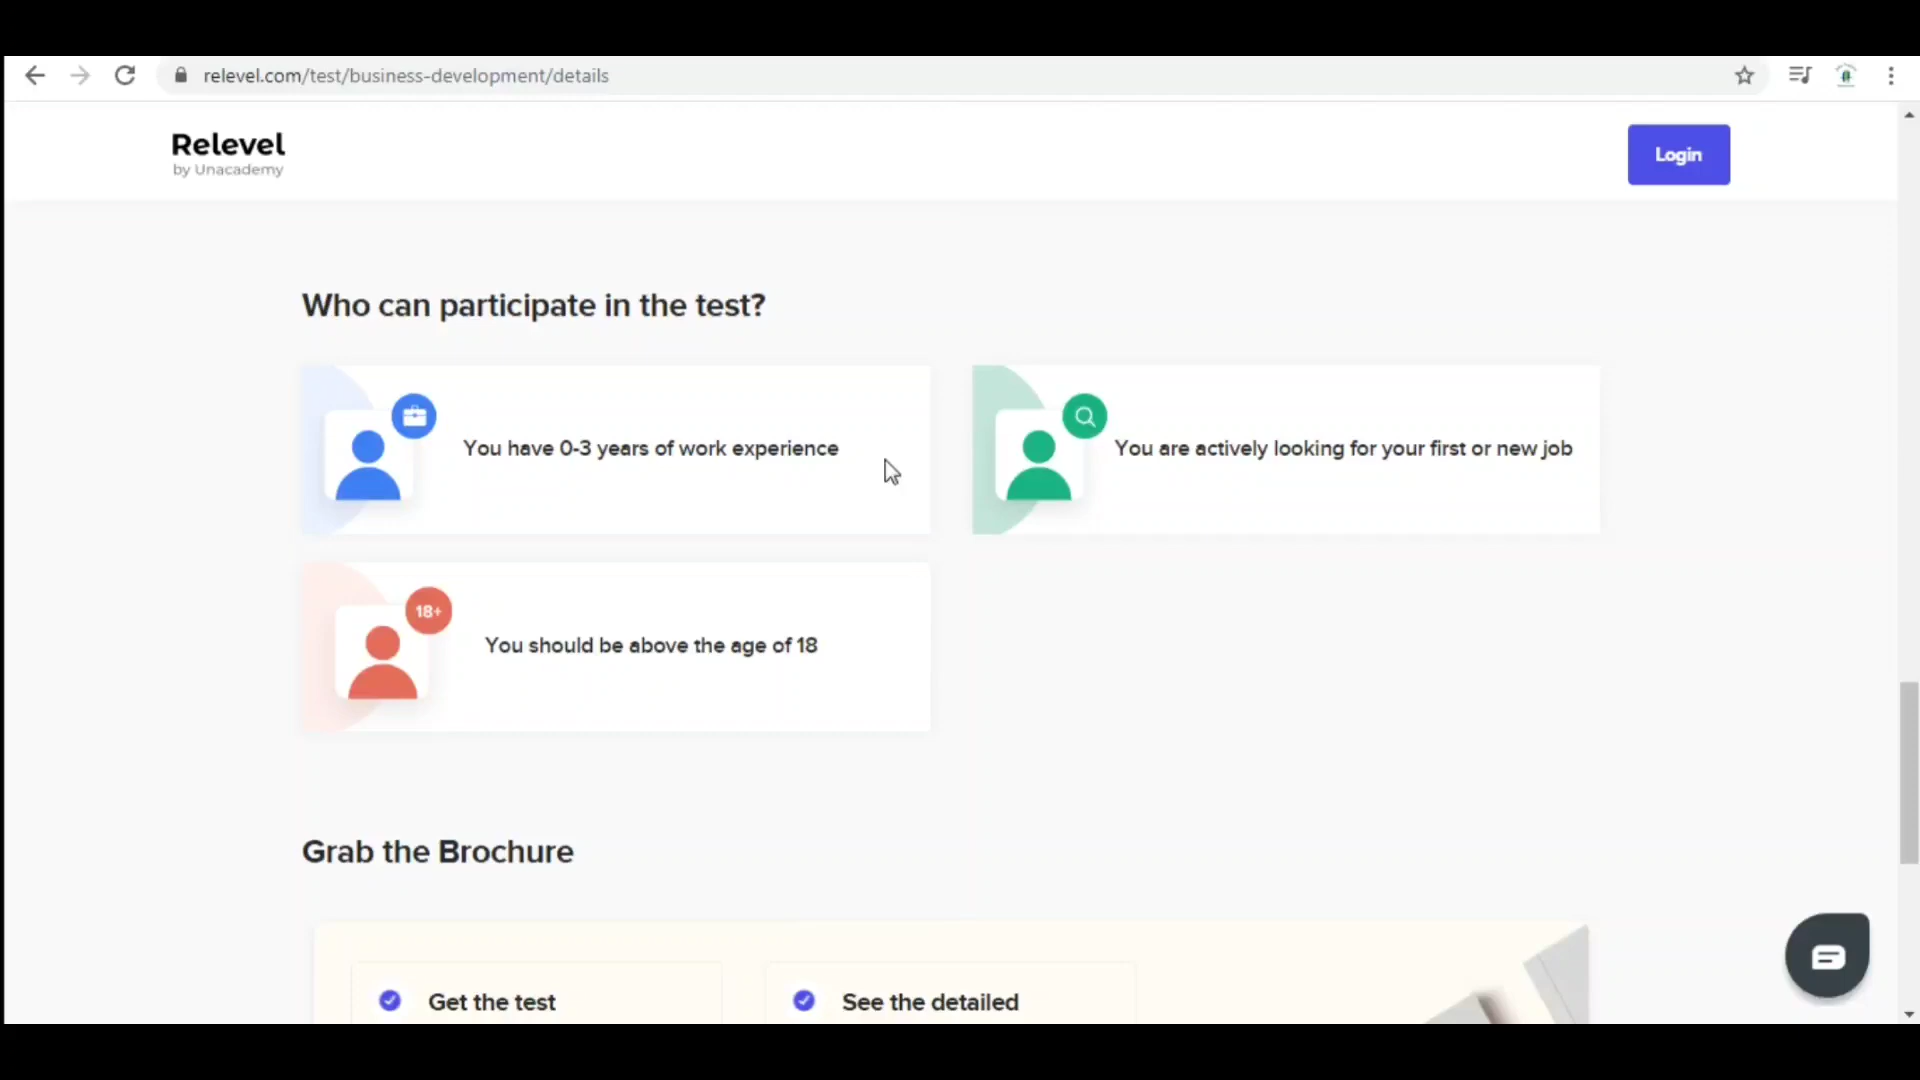 relevel.com/test/business-development/details
Relevel
by Unacademy
Login
Who can participate in the test?
You have 0-3 years of work experience
You are actively looking for your first or new job
18+
You should be above the age of 18
Grab the Brochure
Get the test
See the detailed